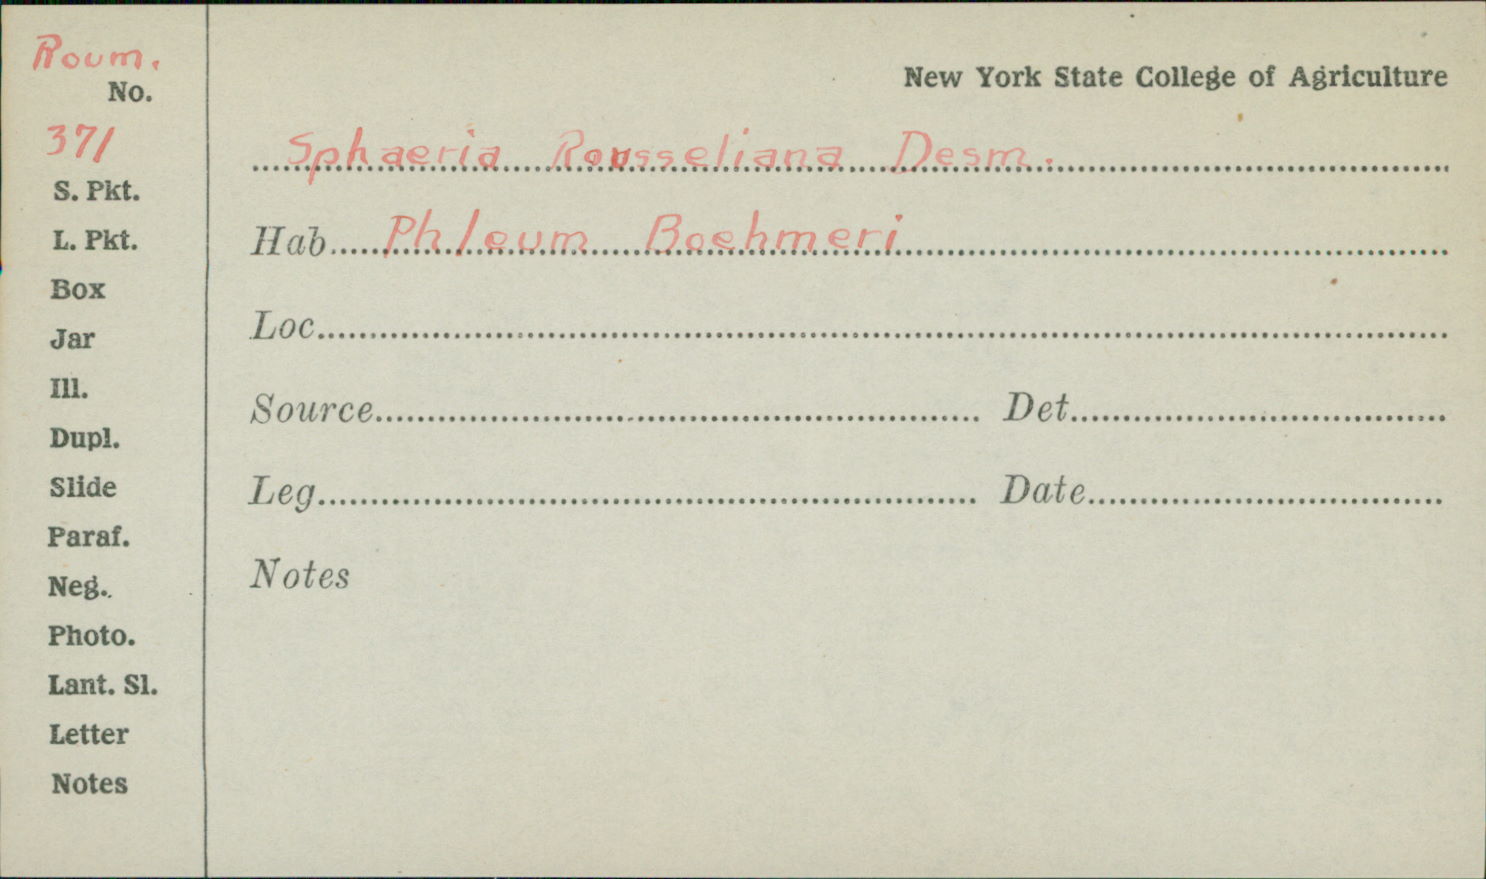 Roum.
No.
371
S. Pkt.
L. Pkt.
Box
Jar
Ill.
Dupl.
Slide
Paraf.
Neg.
Photo.
Lant. Sl.
Letter
Notes
New York State College of Agriculture
Sphaeria Rousseliana Desm.
Hab Phleum Boehmeri
Loc
Source Det
Leg Date
Notes